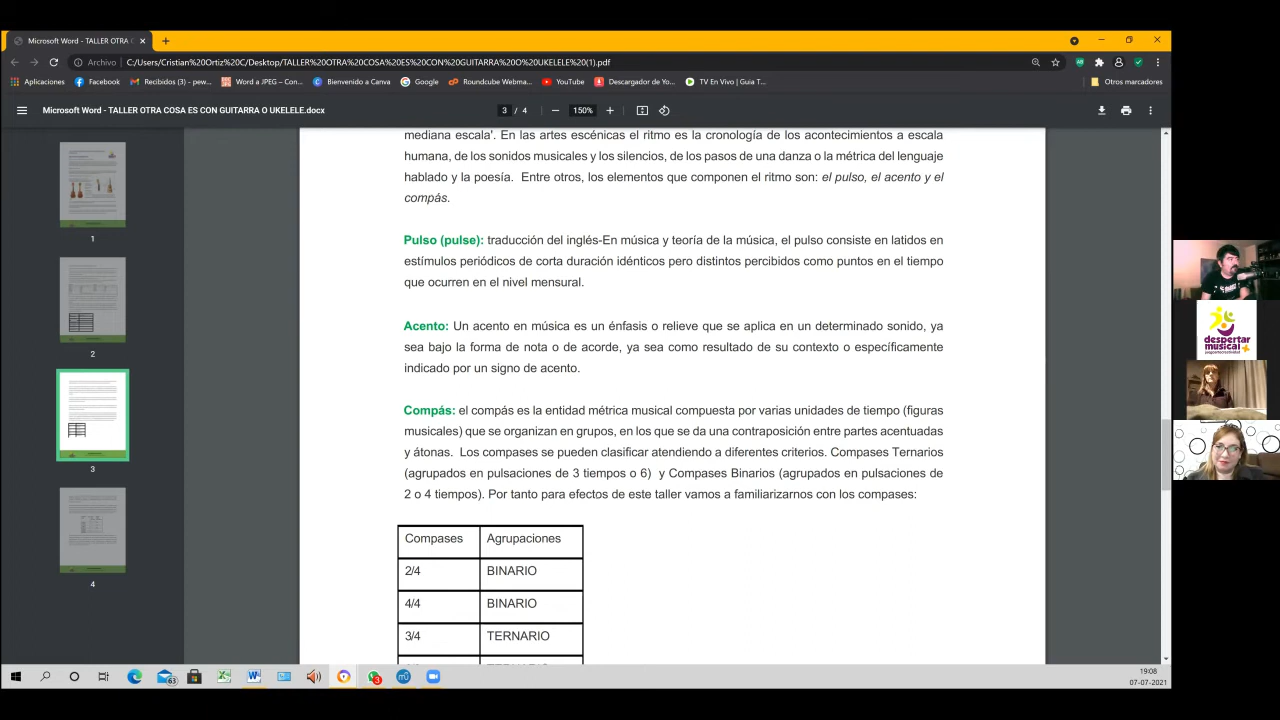 Microsoft Word - TALLER OTRA C
Archivo
C:/Users/Cristian%20Ortiz%20C/Desktop/TALLER%20OTRA%20COSA%20ES%20CON%20GUITARRA%20O%20UKELELE%20(1).pdf
Aplicaciones
Facebook
Recibidos (3) - pew...
Word a JPEG – Con...
Bienvenido a Canva
Google
Roundcube Webma...
YouTube
Descargador de Yo...
TV En Vivo | Guia T...
Otros marcadores
Microsoft Word - TALLER OTRA COSA ES CON GUITARRA O UKELELE.docx
3 / 4
150%
1
2
3
4
mediana escala'. En las artes escénicas el ritmo es la cronología de los acontecimientos a escala
humana, de los sonidos musicales y los silencios, de los pasos de una danza o la métrica del lenguaje
hablado y la poesía. Entre otros, los elementos que componen el ritmo son: el pulso, el acento y el
compás.
Pulso (pulse): traducción del inglés-En música y teoría de la música, el pulso consiste en latidos en
estímulos periódicos de corta duración idénticos pero distintos percibidos como puntos en el tiempo
que ocurren en el nivel mensural.
Acento: Un acento en música es un énfasis o relieve que se aplica en un determinado sonido, ya
sea bajo la forma de nota o de acorde, ya sea como resultado de su contexto o específicamente
indicado por un signo de acento.
Compás: el compás es la entidad métrica musical compuesta por varias unidades de tiempo (figuras
musicales) que se organizan en grupos, en los que se da una contraposición entre partes acentuadas
y átonas. Los compases se pueden clasificar atendiendo a diferentes criterios. Compases Ternarios
(agrupados en pulsaciones de 3 tiempos o 6) y Compases Binarios (agrupados en pulsaciones de
2 o 4 tiempos). Por tanto para efectos de este taller vamos a familiarizarnos con los compases:
Compases Agrupaciones
2/4 BINARIO
4/4 BINARIO
3/4 TERNARIO
despertar
musical
63
3
19:08
07-07-2021